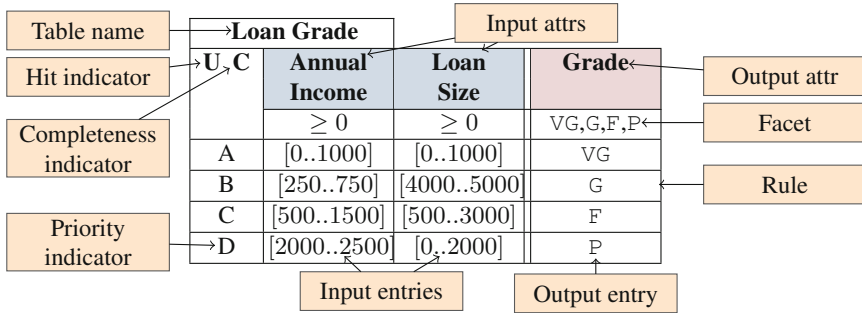 Table name
Loan Grade
Input attrs
Hit indicator
U C
Annual Income
Loan Size
Grade
Output attr
Completeness indicator
≥ 0
≥ 0
VG,G,F,P
Facet
A
[0..1000]
[0..1000]
VG
B
[250..750]
[4000..5000]
G
Rule
C
[500..1500]
[500..3000]
F
Priority indicator
D
[2000..2500]
[0..2000]
P
Input entries
Output entry